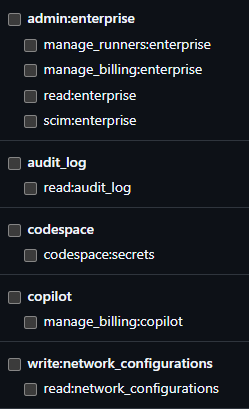 admin:enterprise
manage_runners:enterprise
manage_billing:enterprise
read:enterprise
scim:enterprise
audit_log
read:audit_log
codespace
codespace:secrets
copilot
manage_billing:copilot
write:network_configurations
read:network_configurations